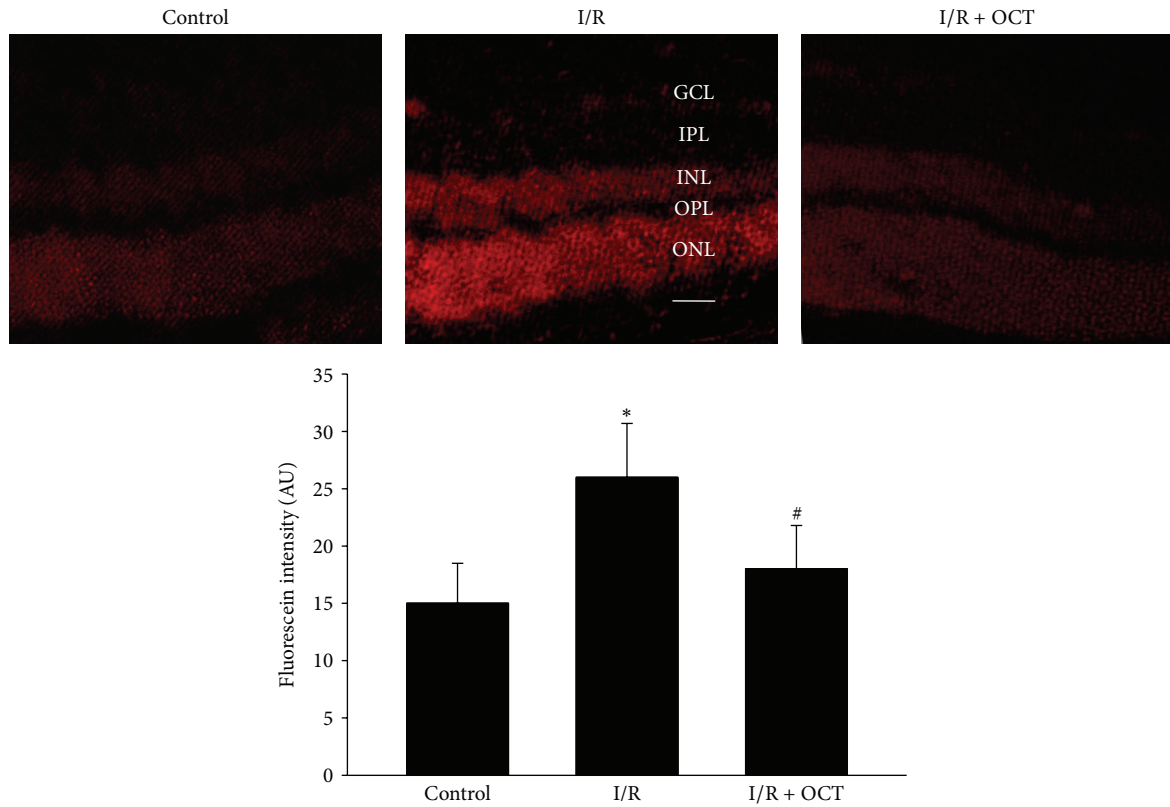 Control
I/R
I/R + OCT
GCL
IPL
INL
OPL
ONL
Fluorescein intensity (AU)
35
30
25
20
15
10
5
0
*
#
Control
I/R
I/R + OCT